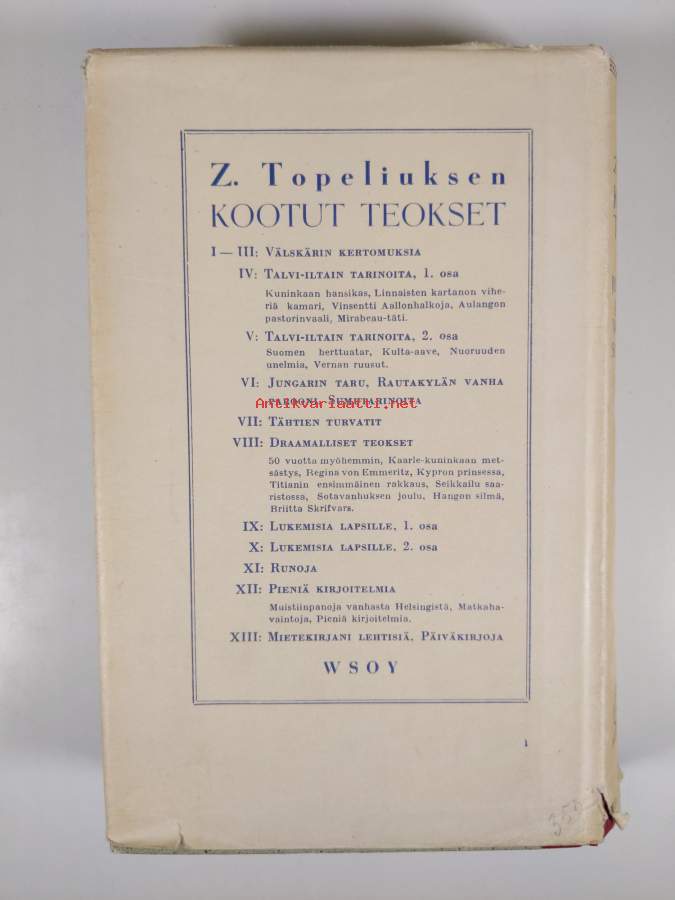 Z. Topeliuksen
KOOTUT TEOKSET
I — III: VÄLSKÄRIN KERTOMUKSIA
IV: TALVI-ILTAIN TARINOITA, 1. osa
Kuninkaan hansikas, Linnaisten kartanon vihe-
riä kamari, Vinsentti Aallonhalkoja, Aulangon
pastorinvaali, Mirabeau-täti.
V: TALVI-ILTAIN TARINOITA, 2. osa
Suomen herttuatar, Kulta-aave, Nuoruuden
unelmia, Vernan ruusut.
VI: JUNGARIN TARU, RAUTAKYLÄN VANHA
PAROONI, SUMUTARINOITA
Antikvariaatti.net
VII: TÄHTIEN TURVATIT
VIII: DRAAMALLISET TEOKSET
50 vuotta myöhemmin, Kaarle-kuninkaan met-
sästys, Regina von Emmeritz, Kypron prinsessa,
Titianin ensimmäinen rakkaus, Seikkailu saa-
ristossa, Sotavanhuksen joulu, Hangon silmä,
Briitta Skrifvars.
IX: LUKEMISIA LAPSILLE, 1. osa
X: LUKEMISIA LAPSILLE, 2. osa
XI: RUNOJA
XII: PIENIÄ KIRJOITELMIA
Muistiinpanoja vanhasta Helsingistä, Matkaha-
vaintoja, Pieniä kirjoitelmia.
XIII: MIETEKIRJANI LEHTISIÄ, PÄIVÄKIRJOJA
WSOY
1